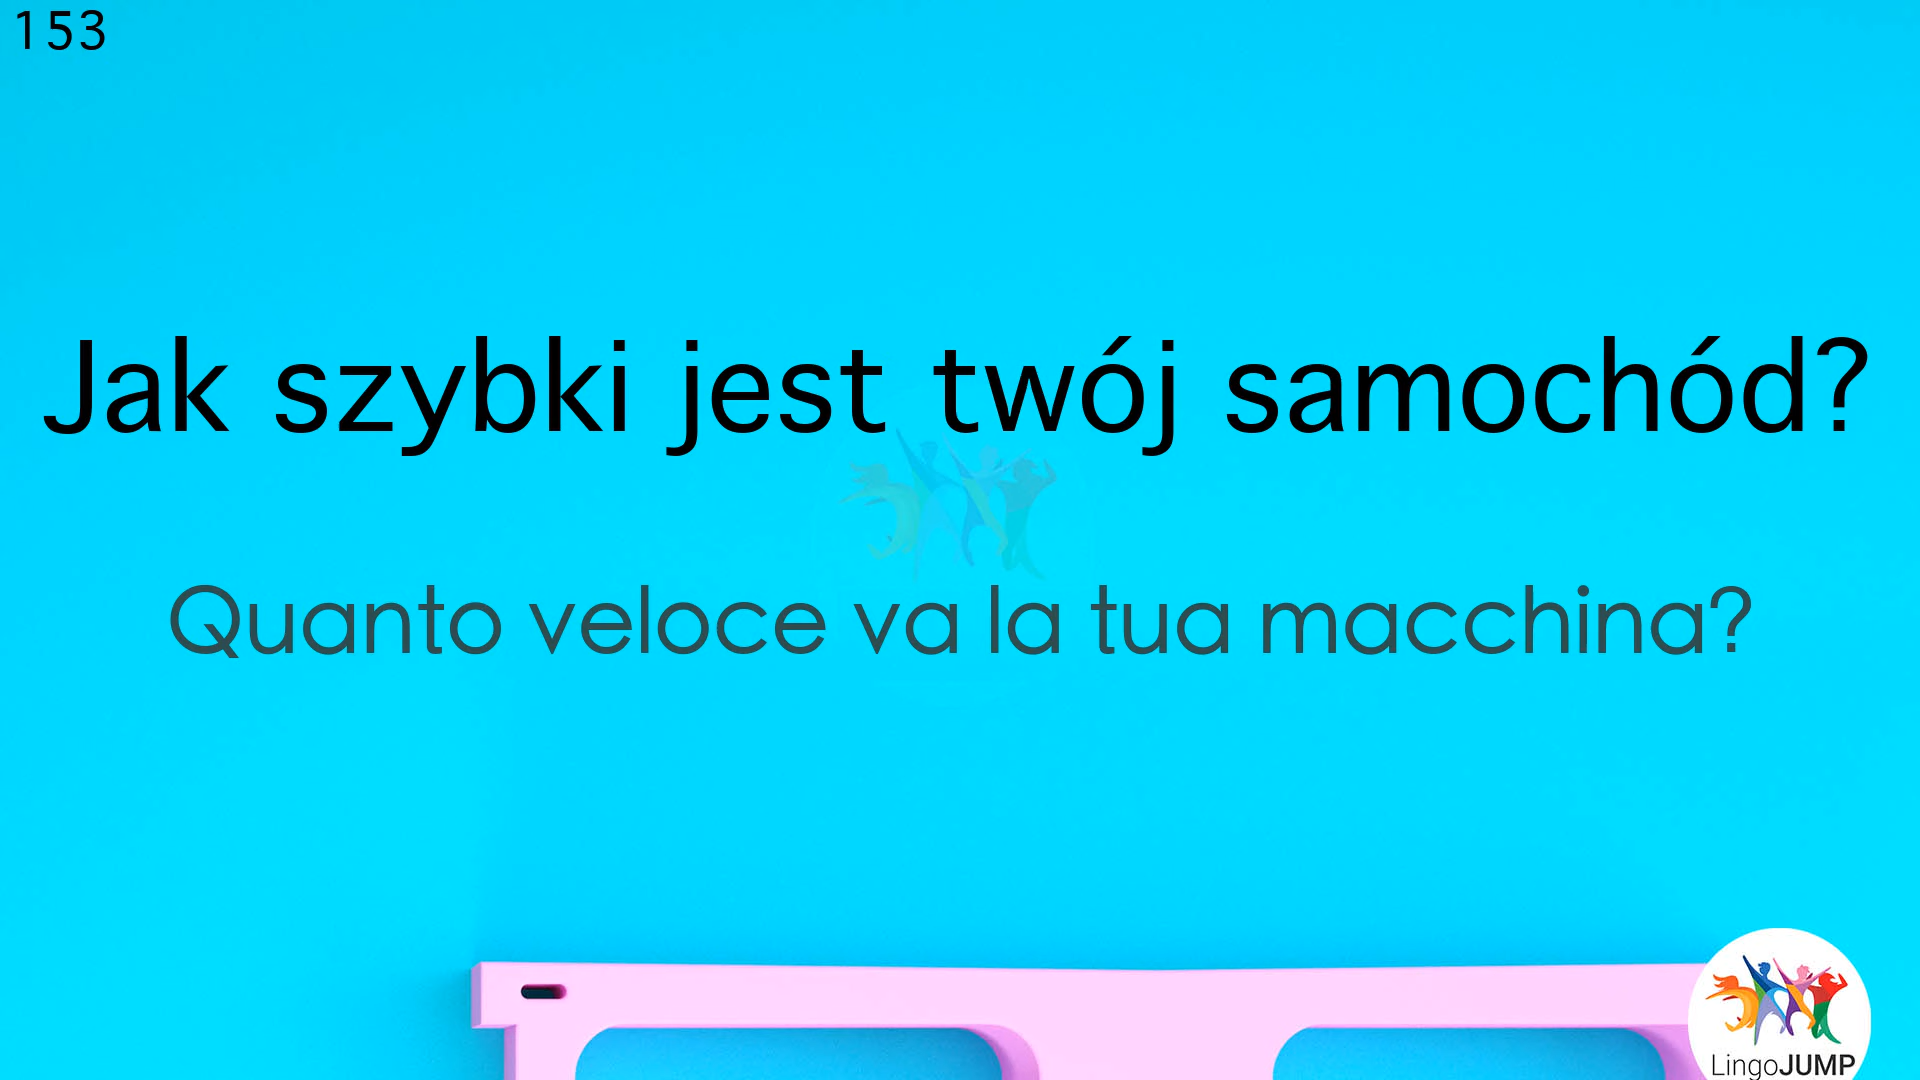 153
Jak szybki jest twój samochód?
Quanto veloce va la tua macchina?
LingoJUMP